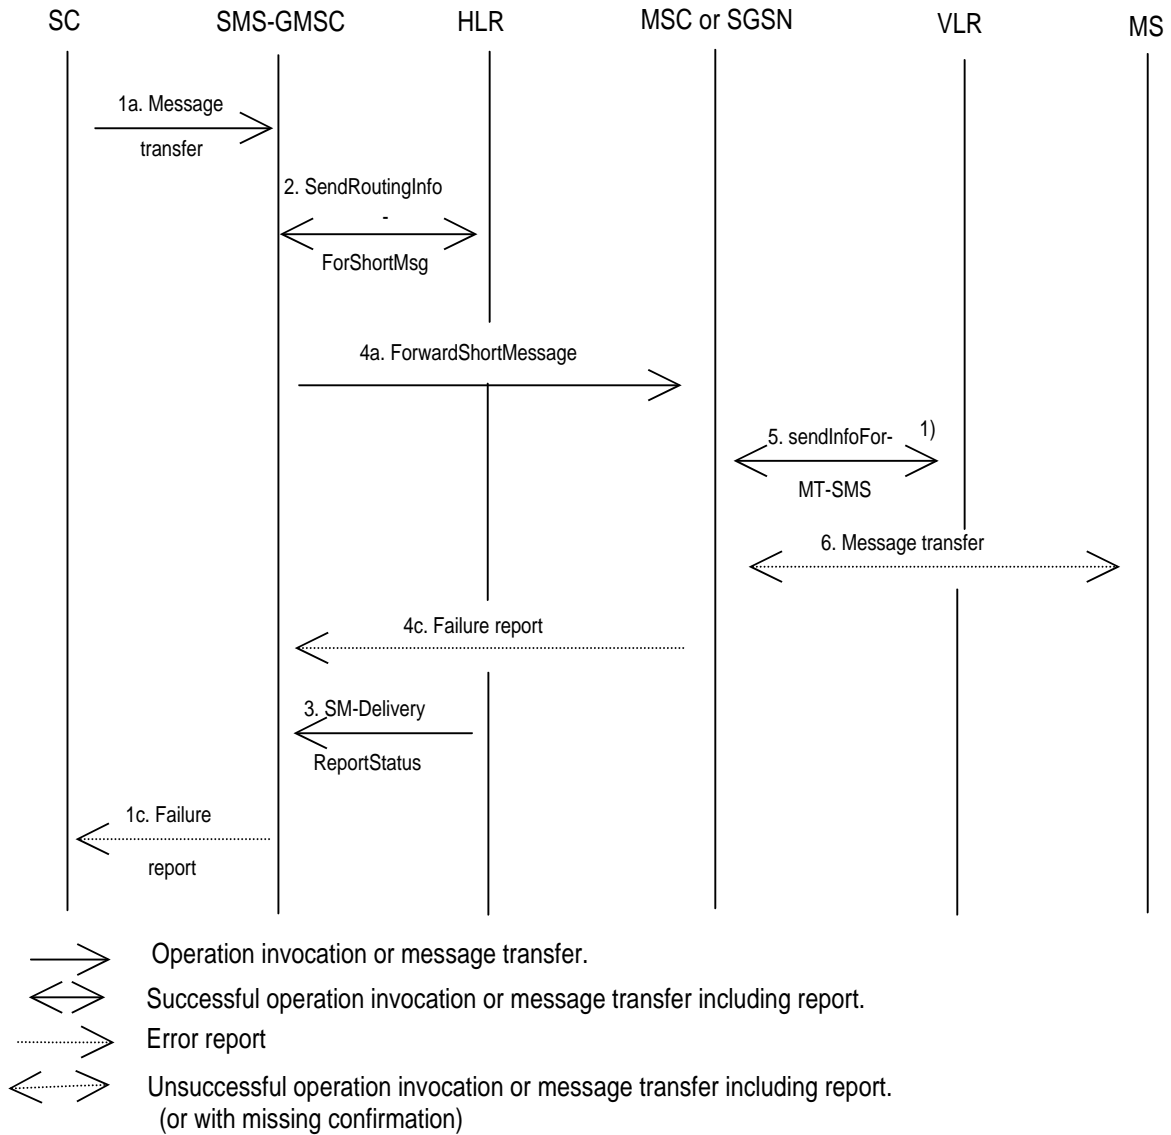 SC SMS-GMSC HLR MSC or SGSN VLR MS
1a. Message
transfer
2. SendRoutingInfo
-
ForShortMsg
4a. ForwardShortMessage
5. sendInfoFor- 1)
MT-SMS
6. Message transfer
4c. Failure report
3. SM-Delivery
ReportStatus
1c. Failure
report
Operation invocation or message transfer.
Successful operation invocation or message transfer including report.
Error report
Unsuccessful operation invocation or message transfer including report.
(or with missing confirmation)